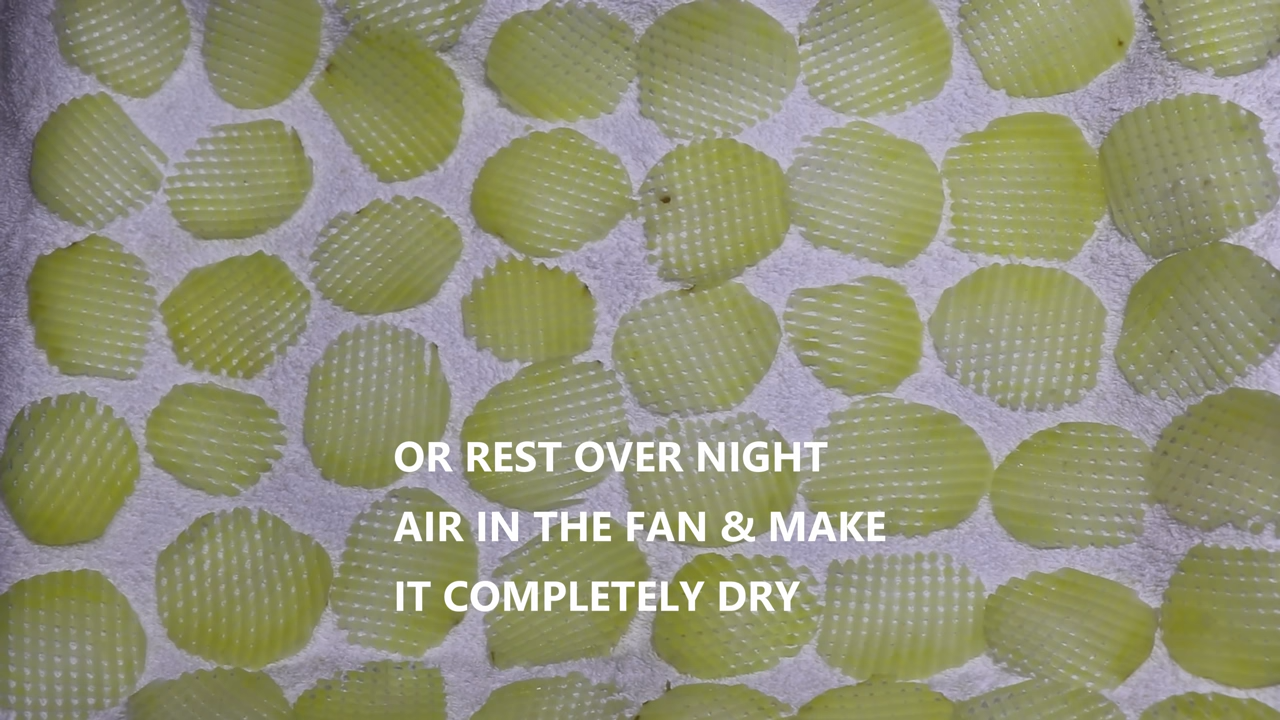 OR REST OVER NIGHT
AIR IN THE FAN & MAKE
IT COMPLETELY DRY